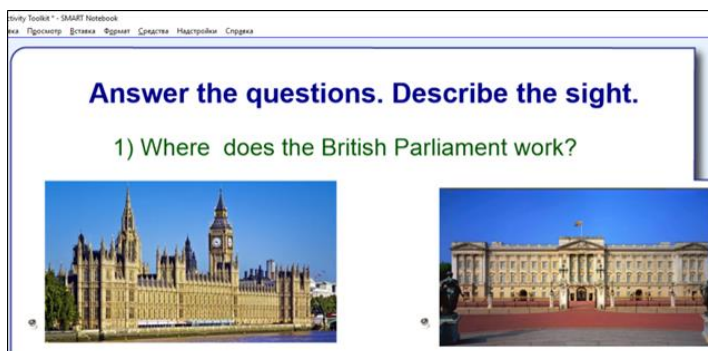 ctivity Toolkit * - SMART Notebook
вка Просмотр Вставка Формат Средства Надстройки Справка
Answer the questions. Describe the sight.
1) Where does the British Parliament work?